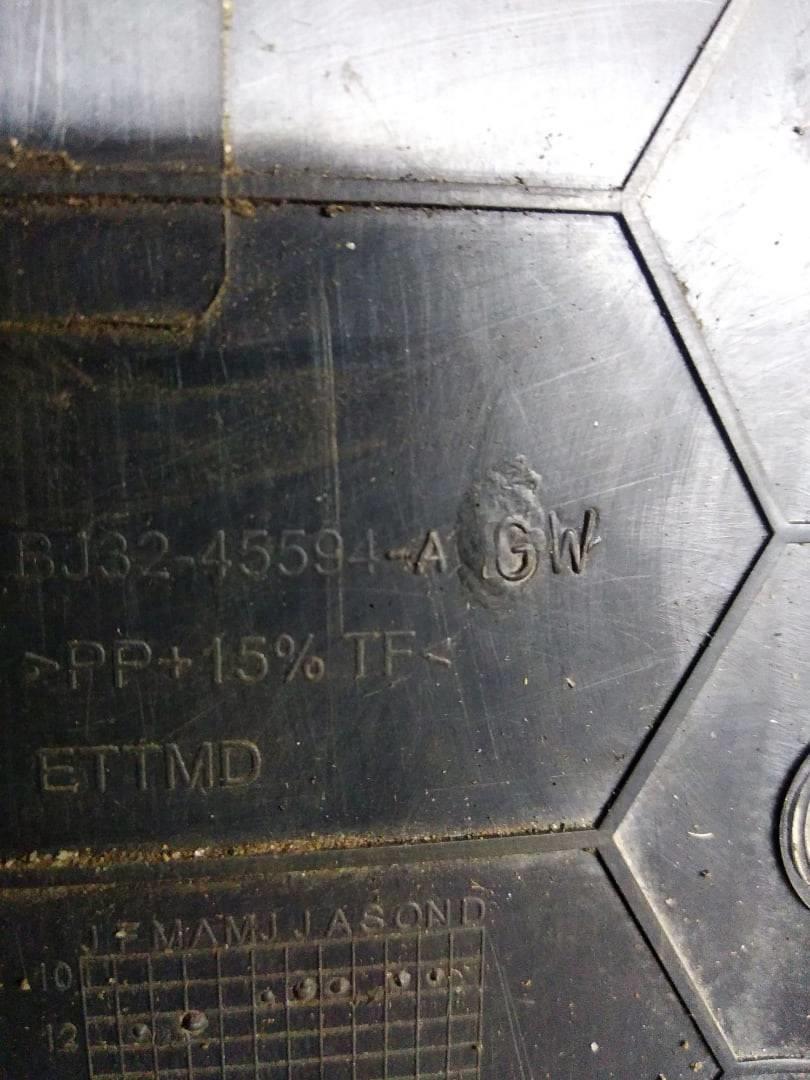 BJ32-45594-A GW
>PP+15% TF<
ETTMD
J F M A M J J A S O N D
10
12